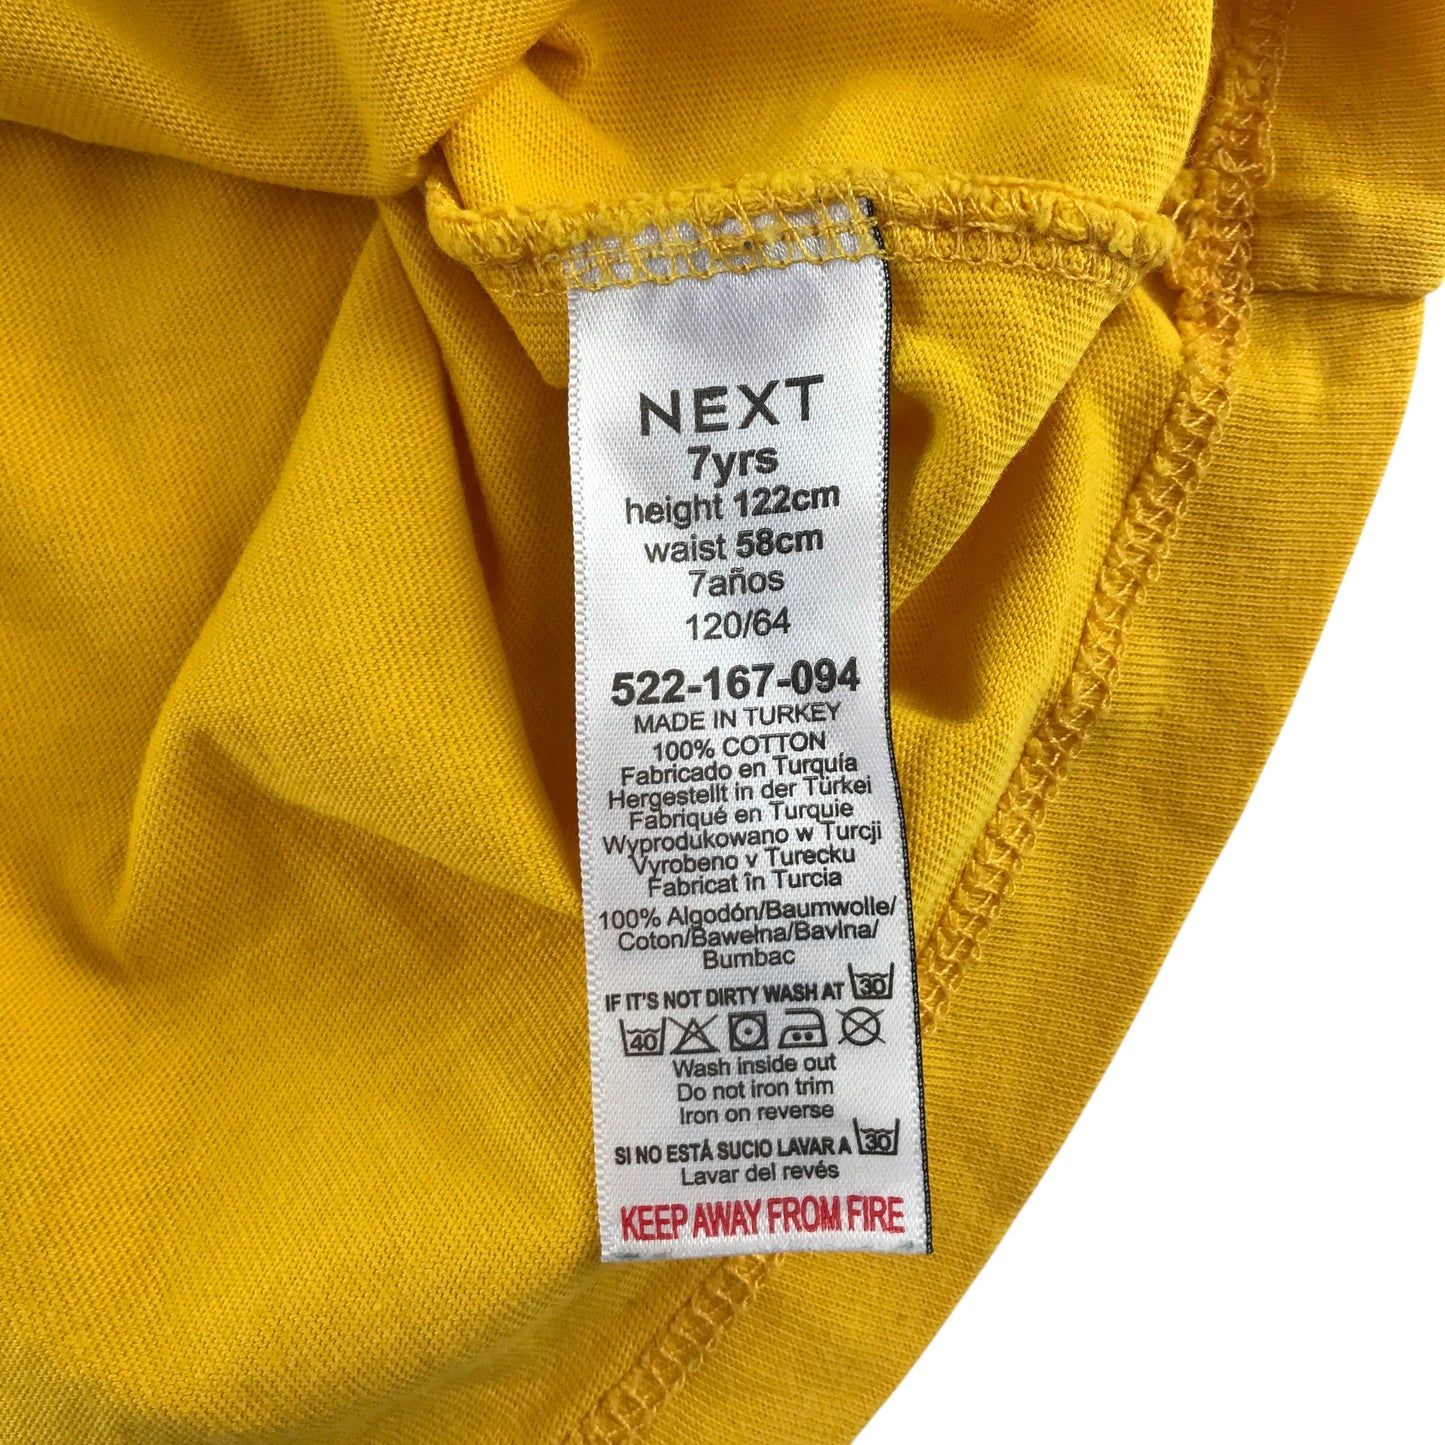 NEXT
7yrs
height 122cm
waist 58cm
7años
120/64
522-167-094
MADE IN TURKEY
100% COTTON
Fabricado en Turquía
Hergestellt in der Türkei
Fabriqué en Turquie
Wyprodukowano w Turcji
Vyrobeno v Turecku
Fabricat în Turcia
100% Algodón/Baumwolle/
Coton/Bawełna/Bavlna/
Bumbac
IF IT'S NOT DIRTY WASH AT 30
40
Wash inside out
Do not iron trim
Iron on reverse
SI NO ESTÁ SUCIO LAVAR A 30
Lavar del revés
KEEP AWAY FROM FIRE